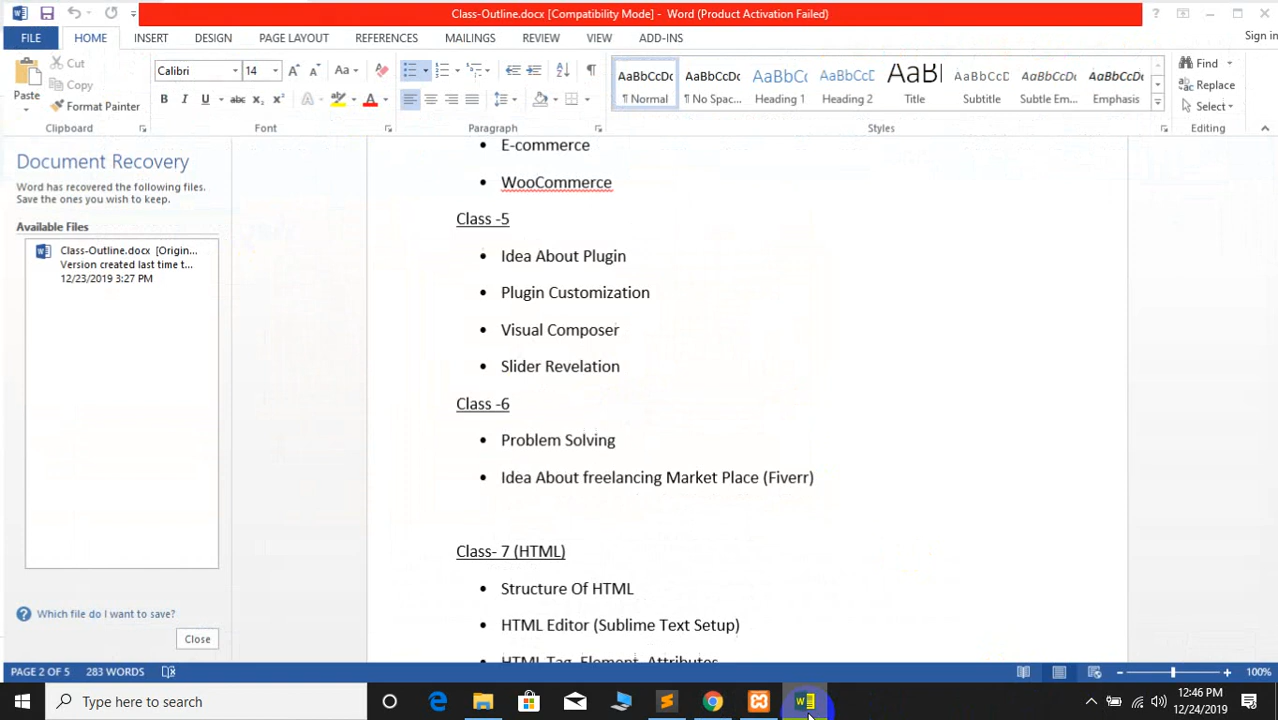 Class-Outline.docx [Compatibility Mode] - Word (Product Activation Failed)
FILE HOME INSERT DESIGN PAGE LAYOUT REFERENCES MAILINGS REVIEW VIEW ADD-INS Sign in
Paste
Cut
Copy
Format Painter
Clipboard
Calibri 14
Font
Paragraph
AaBbCcDc AaBbCcDc AaBbCc AaBbCcD AaBl AaBbCcD AaBbCcDc AaBbCcDc
¶ Normal ¶ No Spac... Heading 1 Heading 2 Title Subtitle Subtle Em... Emphasis
Styles
Find
Replace
Select
Editing
Document Recovery
Word has recovered the following files.
Save the ones you wish to keep.
Available Files
Class-Outline.docx [Origin...
Version created last time t...
12/23/2019 3:27 PM
Which file do I want to save?
Close
• E-commerce
• WooCommerce
Class -5
• Idea About Plugin
• Plugin Customization
• Visual Composer
• Slider Revelation
Class -6
• Problem Solving
• Idea About freelancing Market Place (Fiverr)
Class- 7 (HTML)
• Structure Of HTML
• HTML Editor (Sublime Text Setup)
• HTML Tag, Element, Attributes
PAGE 2 OF 5 283 WORDS 100%
Type here to search
12:46 PM
12/24/2019